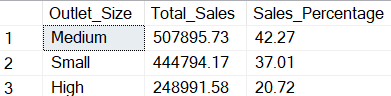 Outlet_Size Total_Sales Sales_Percentage
1 Medium 507895.73 42.27
2 Small 444794.17 37.01
3 High 248991.58 20.72